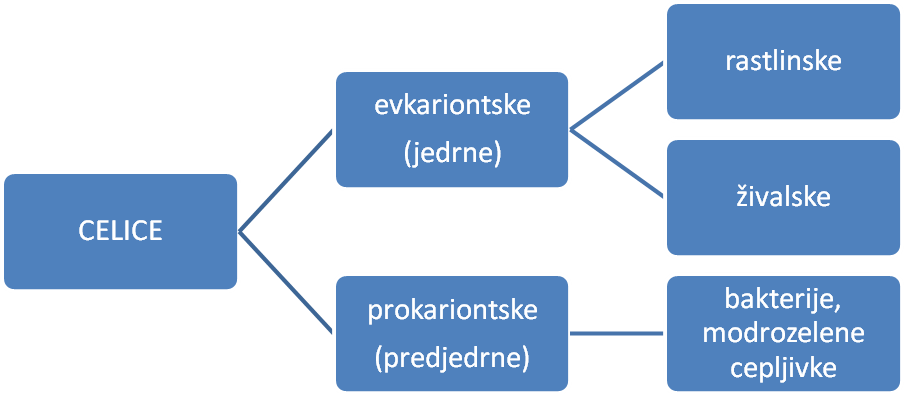 CELICE
evkariontske
(jedrne)
rastlinske
živalske
prokariontske
(predjedrne)
bakterije,
modrozelene
cepljivke